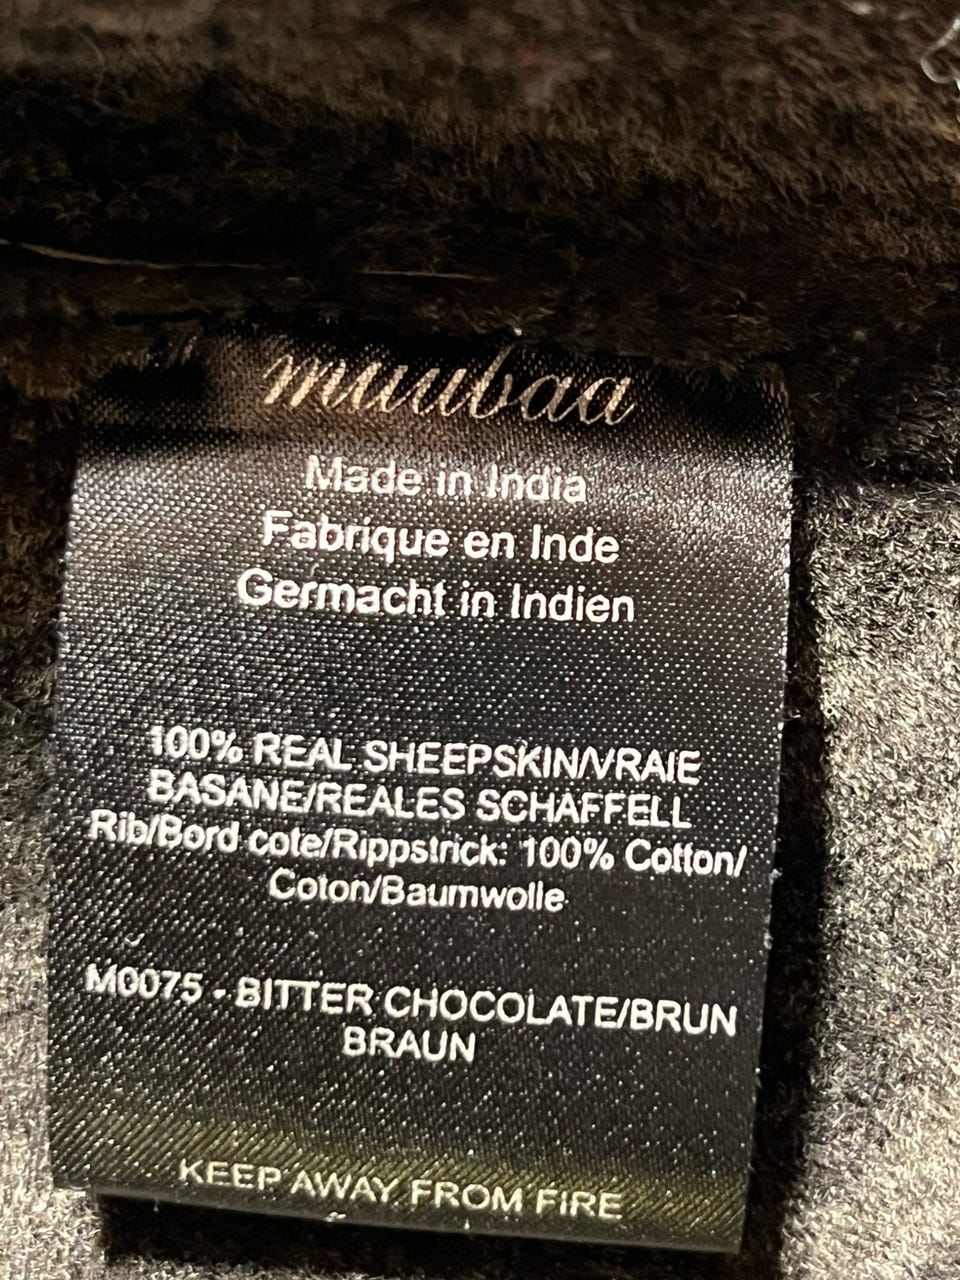 muubaa
Made in India
Fabrique en Inde
Germacht in Indien
100% REAL SHEEPSKIN/VRAIE
BASANE/REALES SCHAFFELL
Rib/Bord cote/Rippstrick: 100% Cotton/
Coton/Baumwolle
M0075 - BITTER CHOCOLATE/BRUN
BRAUN
KEEP AWAY FROM FIRE